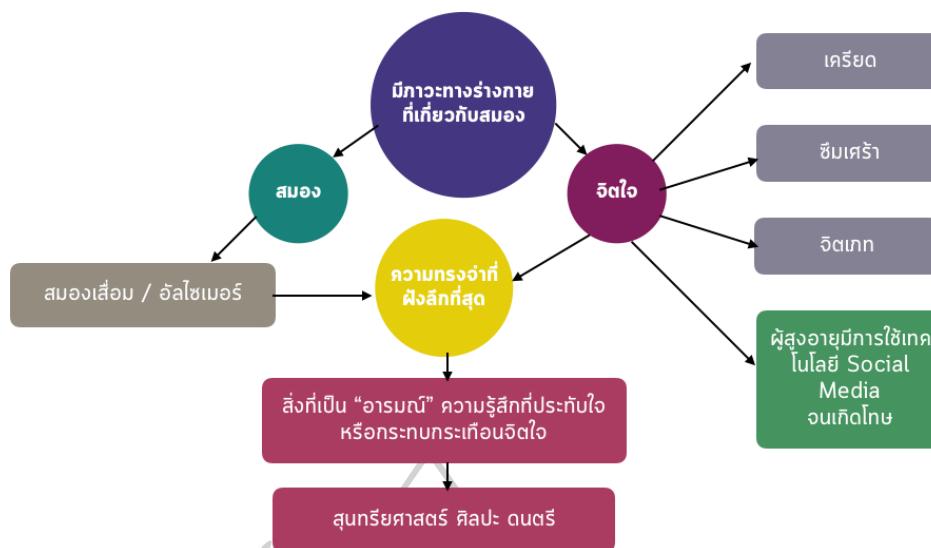 มีภาวะทางร่างกาย
ที่เกี่ยวกับสมอง
เครียด
ซึมเศร้า
สมอง
จิตใจ
จิตเภท
ความทรงจำที่
ฝังลึกที่สุด
สมองเสื่อม / อัลไซเมอร์
ผู้สูงอายุมีการใช้เทค
โนโลยี Social
Media
จนเกิดโทษ
สิ่งที่เป็น “อารมณ์” ความรู้สึกที่ประทับใจ
หรือกระทบกระเทือนจิตใจ
สุนทรียศาสตร์ ศิลปะ ดนตรี